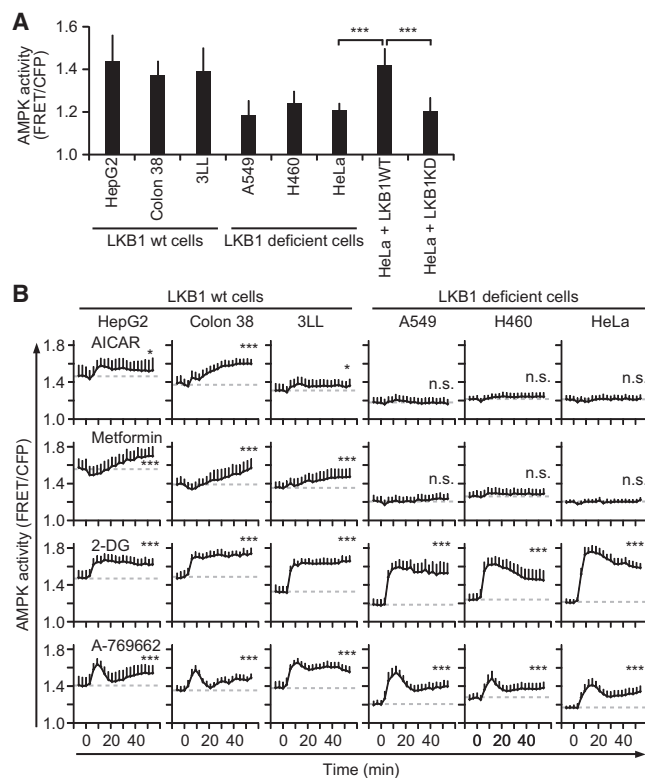 A
AMPK activity
(FRET/CFP)
1.6
1.4
1.2
1.0
***
***
HepG2
Colon 38
3LL
A549
H460
HeLa
HeLa + LKB1WT
HeLa + LKB1KD
LKB1 wt cells
LKB1 deficient cells
B
LKB1 wt cells
LKB1 deficient cells
HepG2
Colon 38
3LL
A549
H460
HeLa
AMPK activity (FRET/CFP)
1.8
1.4
1.0
AICAR
*
***
*
n.s.
n.s.
n.s.
1.8
1.4
1.0
Metformin
***
***
***
n.s.
n.s.
n.s.
1.8
1.4
1.0
2-DG
***
***
***
***
***
***
1.8
1.4
1.0
A-769662
***
***
***
***
***
***
0 20 40
0 20 40
0 20 40
0 20 40
0 20 40
0 20 40
Time (min)